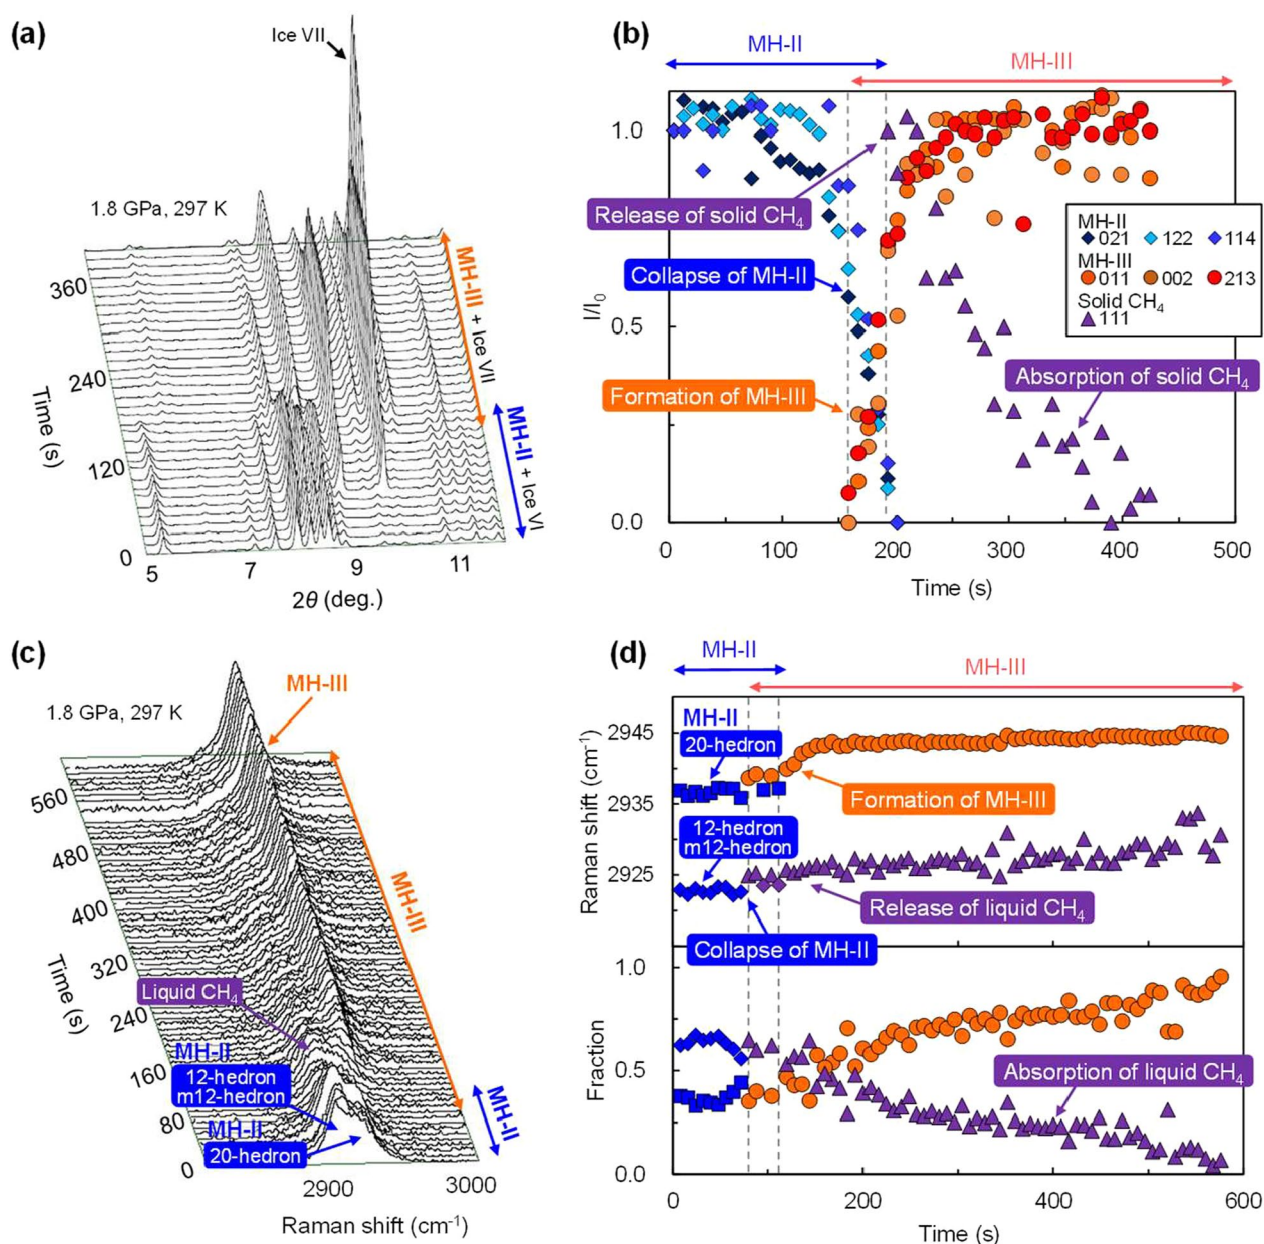 (a)
Ice VII
1.8 GPa, 297 K
360
240
120
0
Time (s)
5
7
9
11
2θ (deg.)
MH-III + Ice VII
MH-II + Ice VI
(b)
MH-II
MH-III
1.0
0.5
0.0
I/I0
0
100
200
300
400
500
Time (s)
Release of solid CH4
Collapse of MH-II
Formation of MH-III
Absorption of solid CH4
MH-II
021 122 114
MH-III
011 002 213
Solid CH4
111
(c)
1.8 GPa, 297 K
MH-III
560
480
400
320
240
160
80
0
Time (s)
MH-III
Liquid CH4
MH-II
12-hedron
m12-hedron
MH-II
20-hedron
MH-II
2900
3000
Raman shift (cm-1)
(d)
MH-II
MH-III
2945
2935
2925
Raman shift (cm-1)
MH-II
20-hedron
12-hedron
m12-hedron
Formation of MH-III
Release of liquid CH4
Collapse of MH-II
1.0
0.5
0.0
Fraction
Absorption of liquid CH4
0
200
400
600
Time (s)